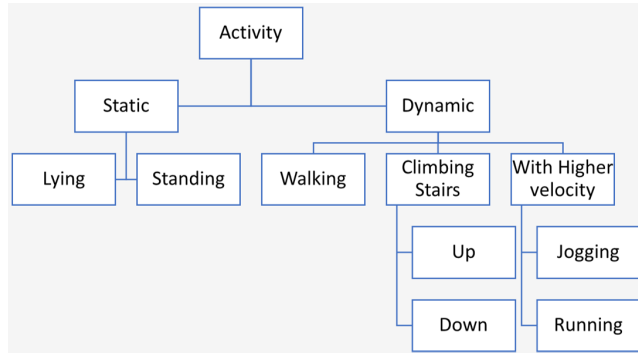 Activity
Static
Dynamic
Lying
Standing
Walking
Climbing
Stairs
With Higher
velocity
Up
Jogging
Down
Running